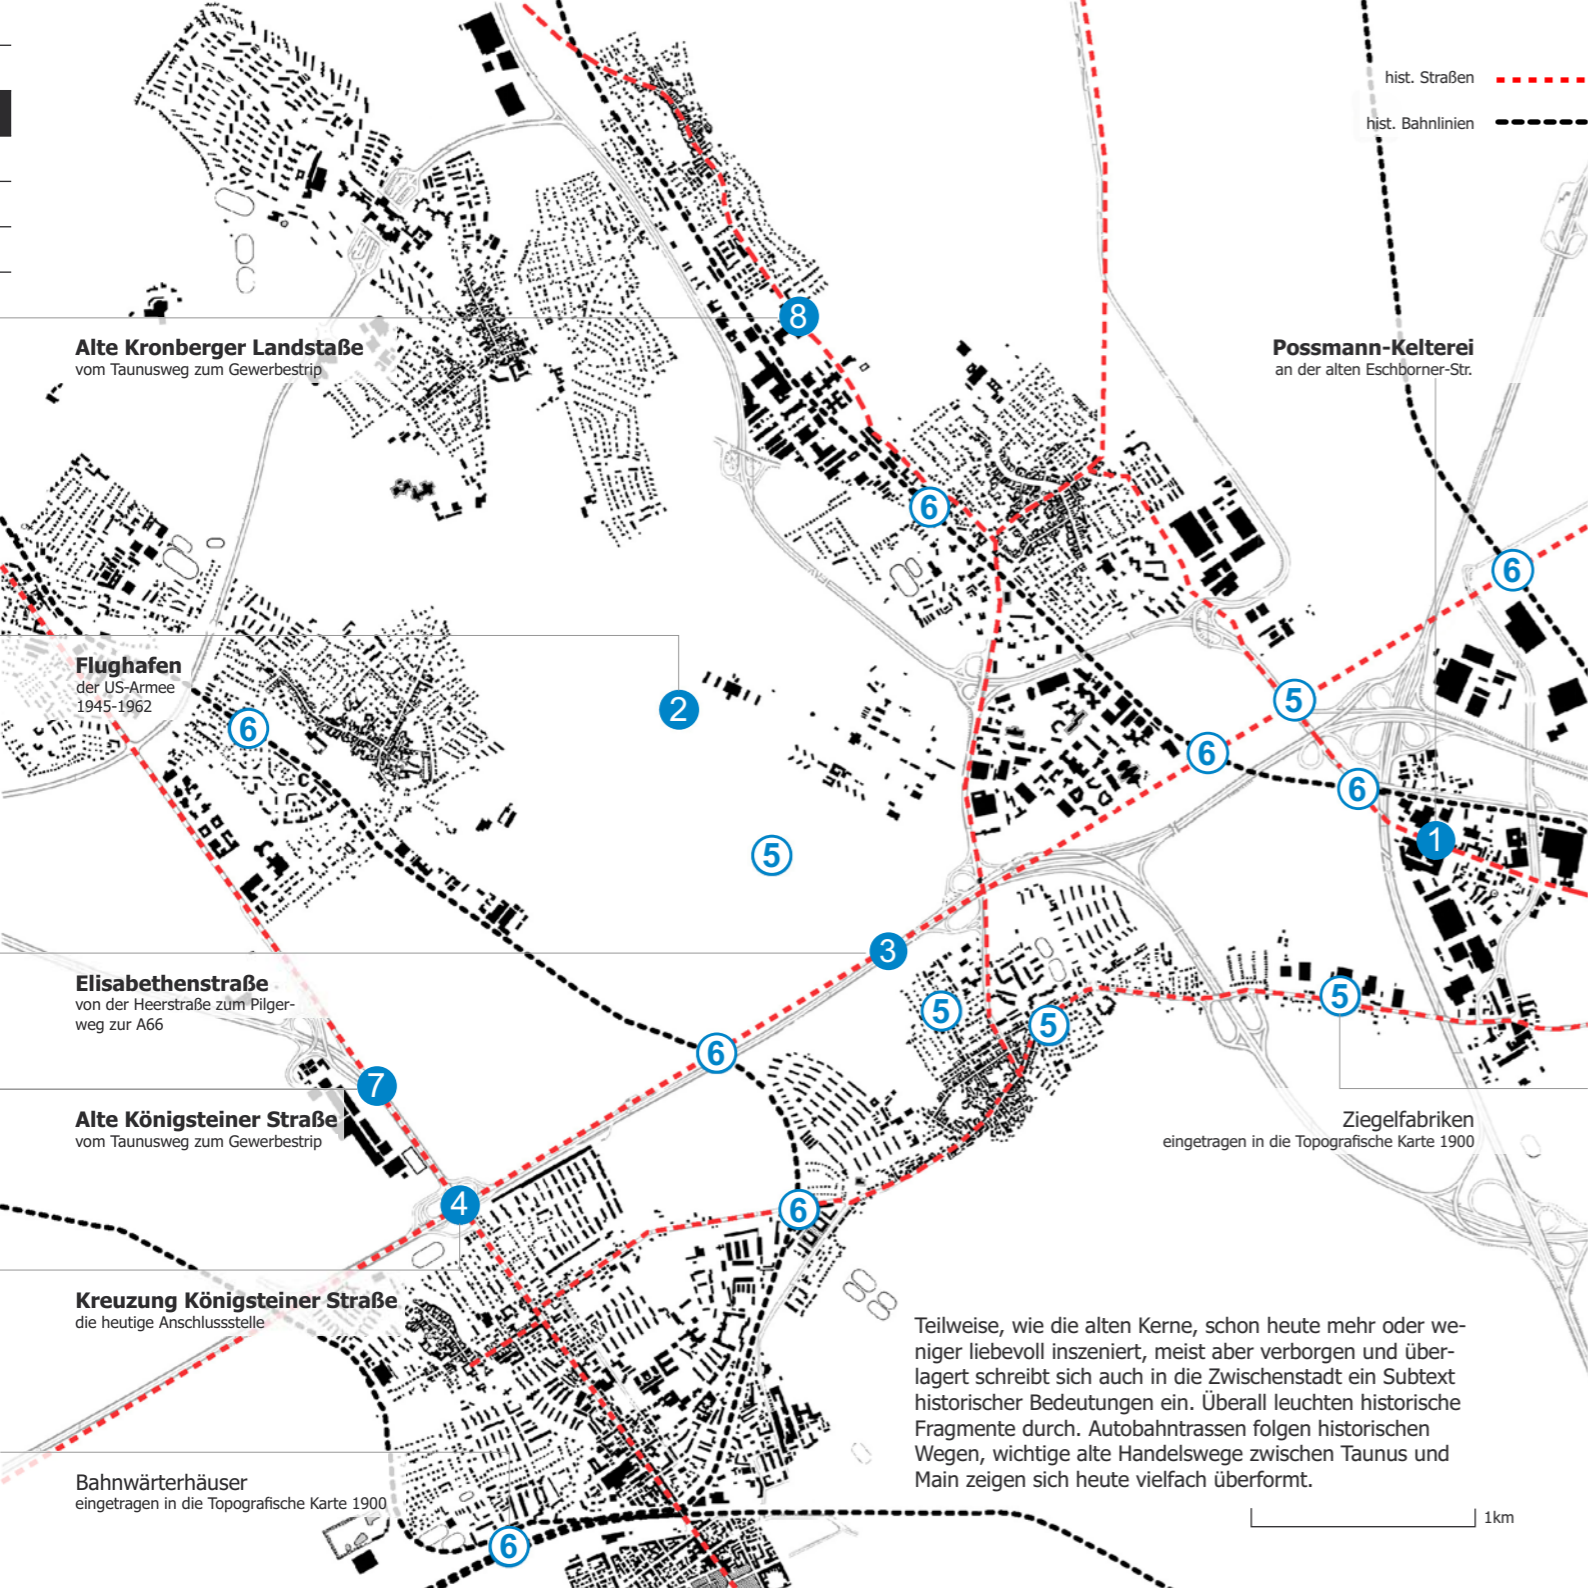 hist. Straßen
hist. Bahnlinien
8
Alte Kronberger Landstaße
vom Taunusweg zum Gewerbestrip
Possmann-Kelterei
an der alten Eschborner-Str.
6
6
Flughafen
der US-Armee
1945-1962
6
2
5
6
6
1
5
3
Elisabethenstraße
von der Heerstraße zum Pilger-
weg zur A66
5
5
5
6
7
Alte Königsteiner Straße
vom Taunusweg zum Gewerbestrip
Ziegelfabriken
eingetragen in die Topografische Karte 1900
4
6
Kreuzung Königsteiner Straße
die heutige Anschlussstelle
Teilweise, wie die alten Kerne, schon heute mehr oder we-
niger liebevoll inszeniert, meist aber verborgen und über-
lagert schreibt sich auch in die Zwischenstadt ein Subtext
historischer Bedeutungen ein. Überall leuchten historische
Fragmente durch. Autobahntrassen folgen historischen
Wegen, wichtige alte Handelswege zwischen Taunus und
Main zeigen sich heute vielfach überformt.
Bahnwärterhäuser
eingetragen in die Topografische Karte 1900
6
1km